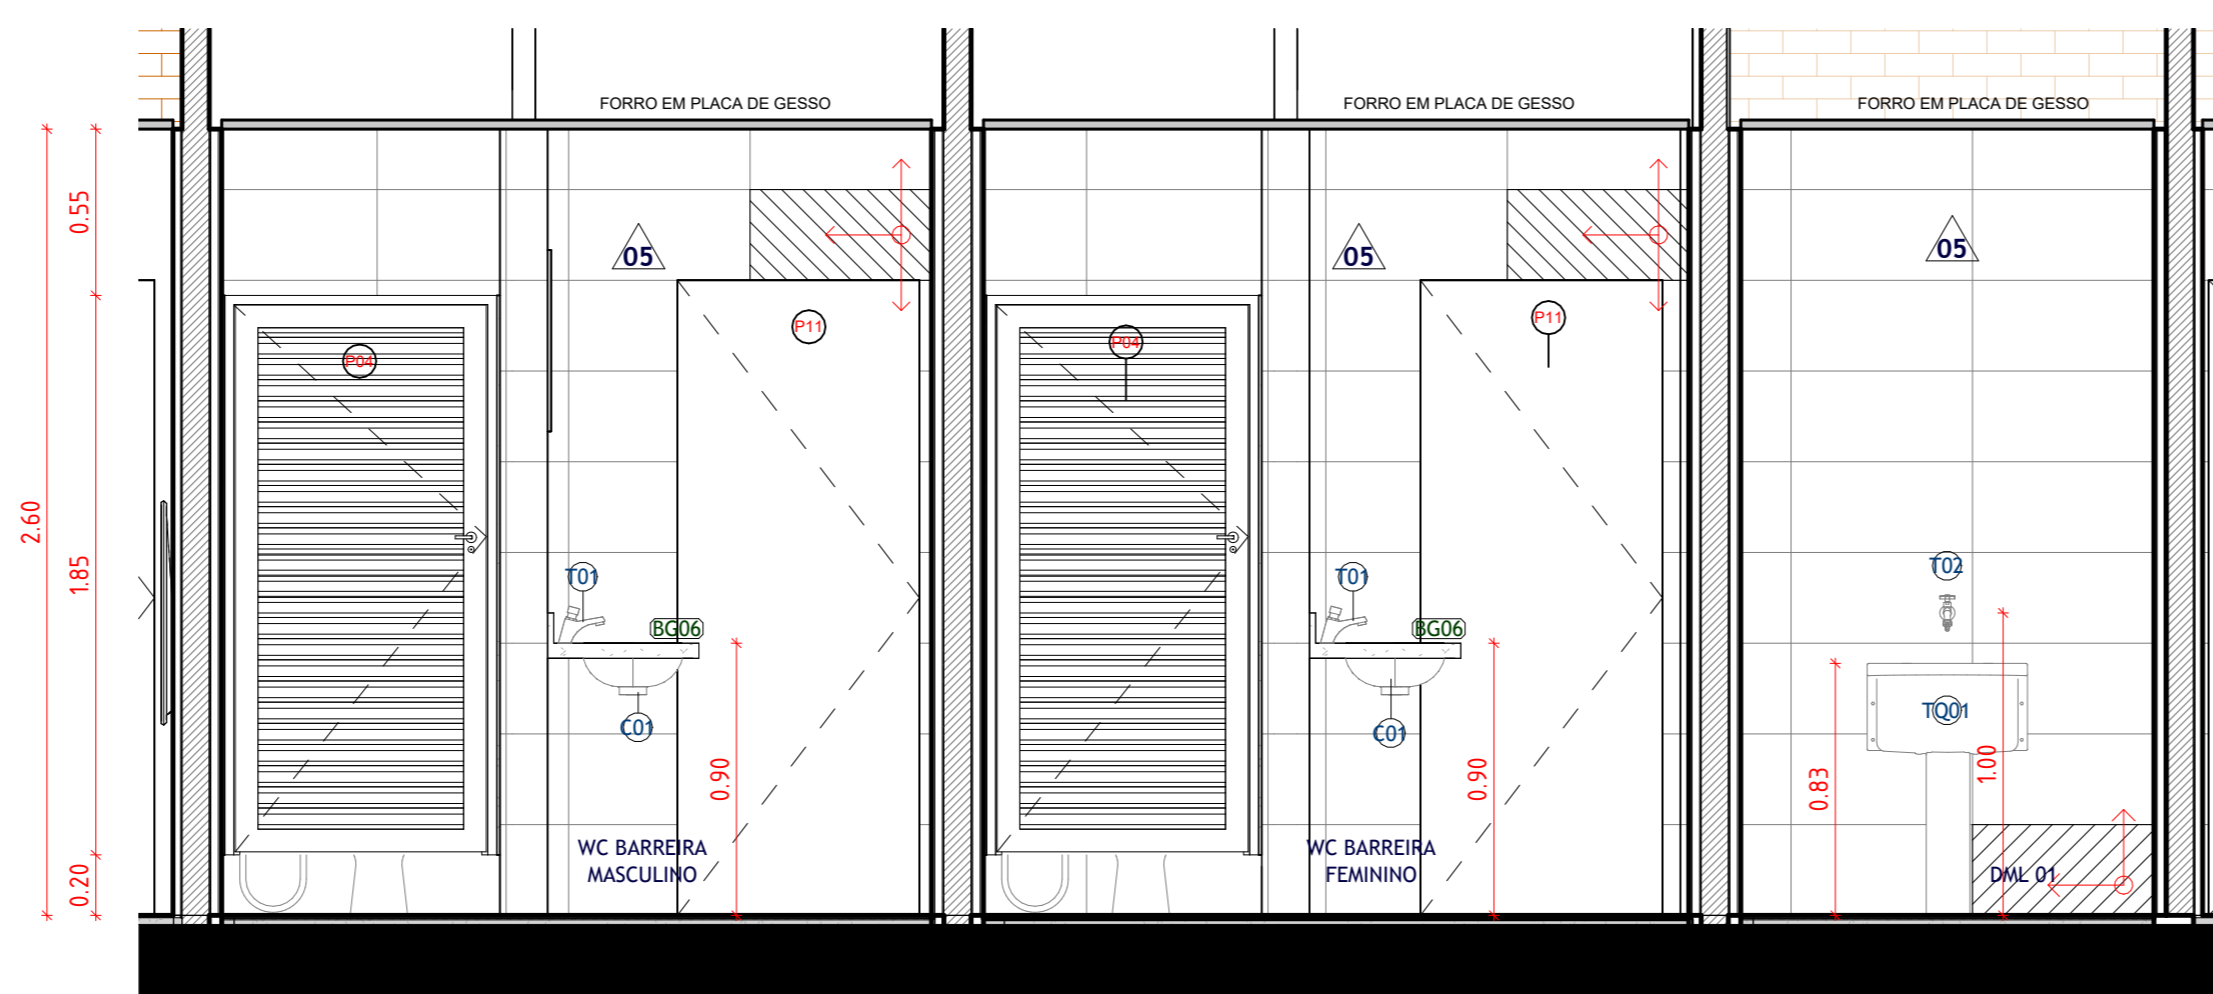 FORRO EM PLACA DE GESSO
FORRO EM PLACA DE GESSO
FORRO EM PLACA DE GESSO
0.55
2.60
1.85
0.20
05
05
05
P04
P11
P04
P11
T01
T01
T02
BG06
BG06
C01
C01
TQ01
0.90
0.90
0.83
1.00
WC BARREIRA
MASCULINO
WC BARREIRA
FEMININO
DML 01